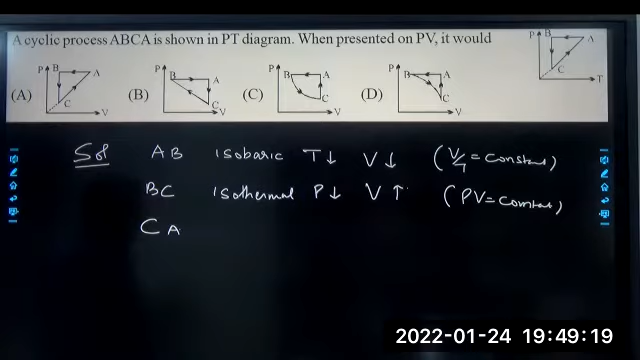 A cyclic process ABCA is shown in PT diagram. When presented on PV, it would
P B A C T
(A) P B A C V
(B) P B A C V
(C) P B A C V
(D) P B A C V
Sol AB isobaric T↓ V↓ (V/T = constant)
BC isothermal P↓ V↑ (PV = constant)
CA
2022-01-24 19:49:19